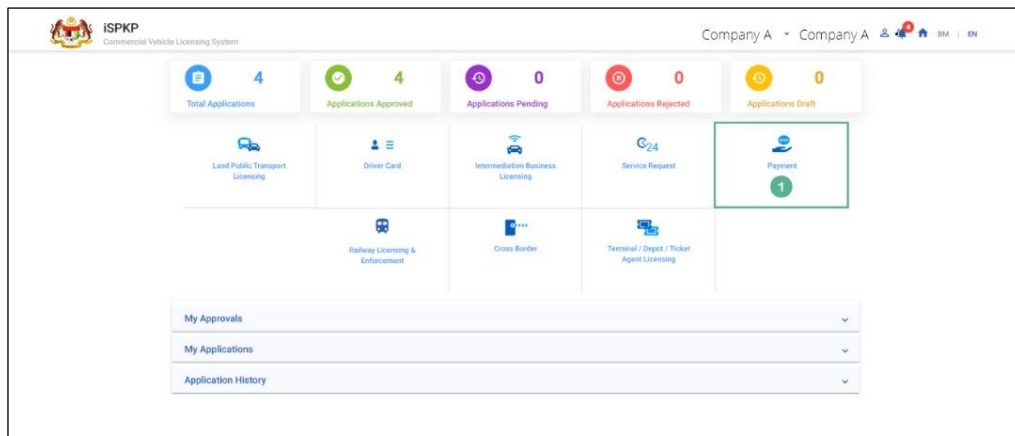 iSPKP
Commercial Vehicle Licensing System
Company A Company A 4 BM | EN
4 4 0 0 0
Total Applications Applications Approved Applications Pending Applications Rejected Applications Draft
24
Land Public Transport Licensing
Driver Card
Intermediation Business Licensing
Service Request
Payment
1
Railway Licensing & Enforcement
Cross Border
Terminal / Depot / Ticket Agent Licensing
My Approvals
My Applications
Application History